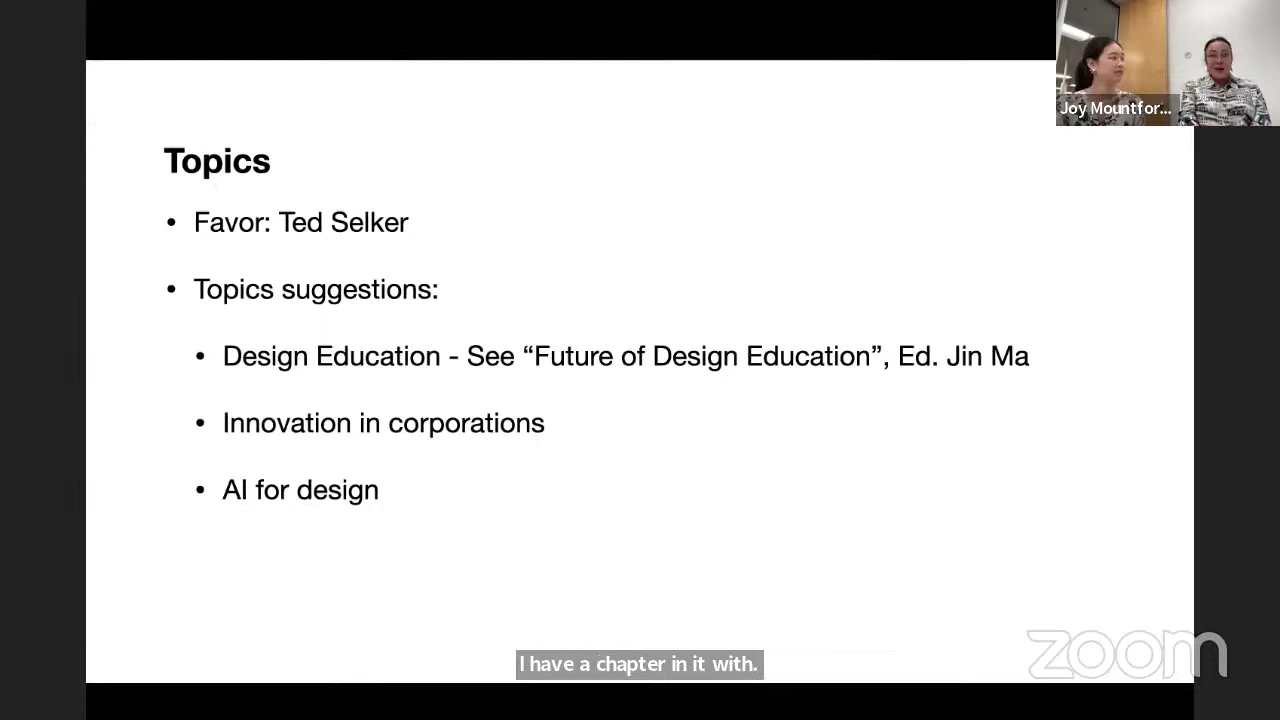 Joy Mountfor...
Topics
• Favor: Ted Selker
• Topics suggestions:
• Design Education - See “Future of Design Education”, Ed. Jin Ma
• Innovation in corporations
• AI for design
I have a chapter in it with.
zoom